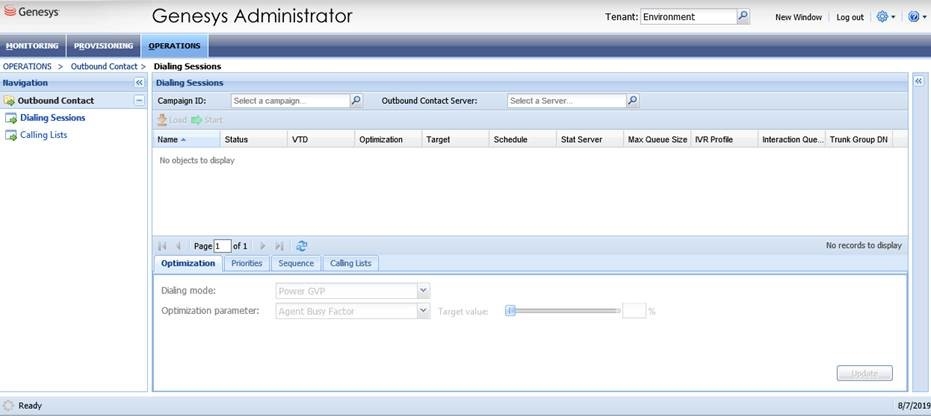 Genesys
Genesys Administrator
Tenant: Environment
New Window Log out
MONITORING PROVISIONING OPERATIONS
OPERATIONS > Outbound Contact > Dialing Sessions
Navigation
Outbound Contact
Dialing Sessions
Calling Lists
Dialing Sessions
Campaign ID: Select a campaign... Outbound Contact Server: Select a Server...
Load Start
Name Status VTD Optimization Target Schedule Stat Server Max Queue Size IVR Profile Interaction Que... Trunk Group DN
No objects to display
Page 1 of 1 No records to display
Optimization Priorities Sequence Calling Lists
Dialing mode: Power GVP
Optimization parameter: Agent Busy Factor Target value: %
Update
Ready 8/7/2019